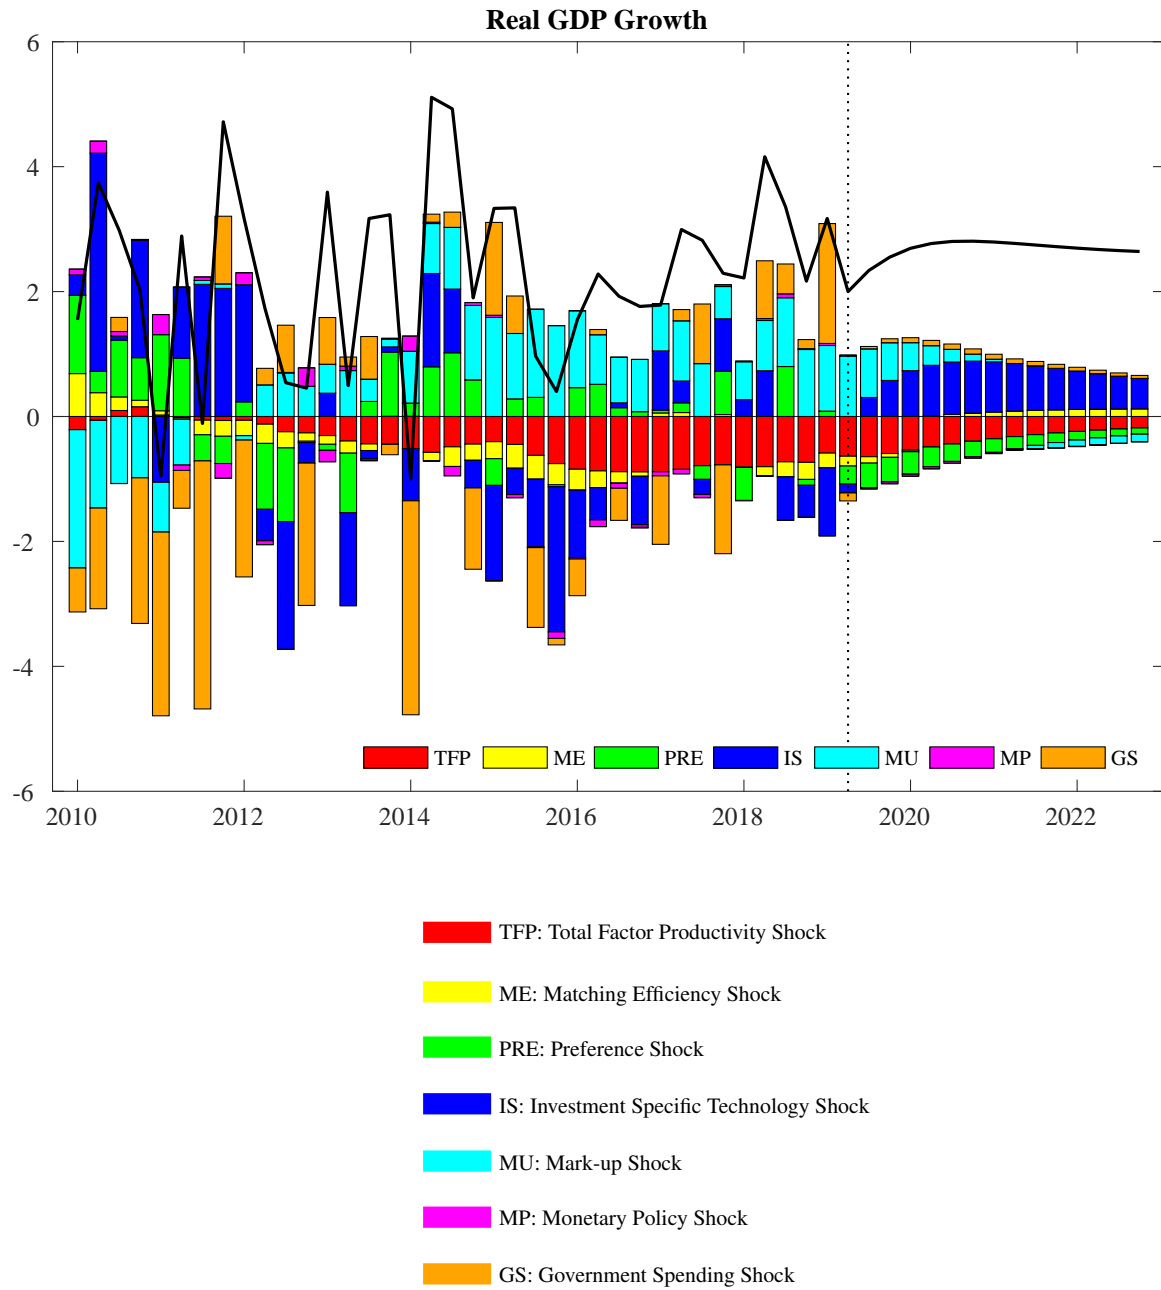 Real GDP Growth
6
4
2
0
-2
-4
-6
TFP ME PRE IS MU MP GS
2010 2012 2014 2016 2018 2020 2022
TFP: Total Factor Productivity Shock
ME: Matching Efficiency Shock
PRE: Preference Shock
IS: Investment Specific Technology Shock
MU: Mark-up Shock
MP: Monetary Policy Shock
GS: Government Spending Shock